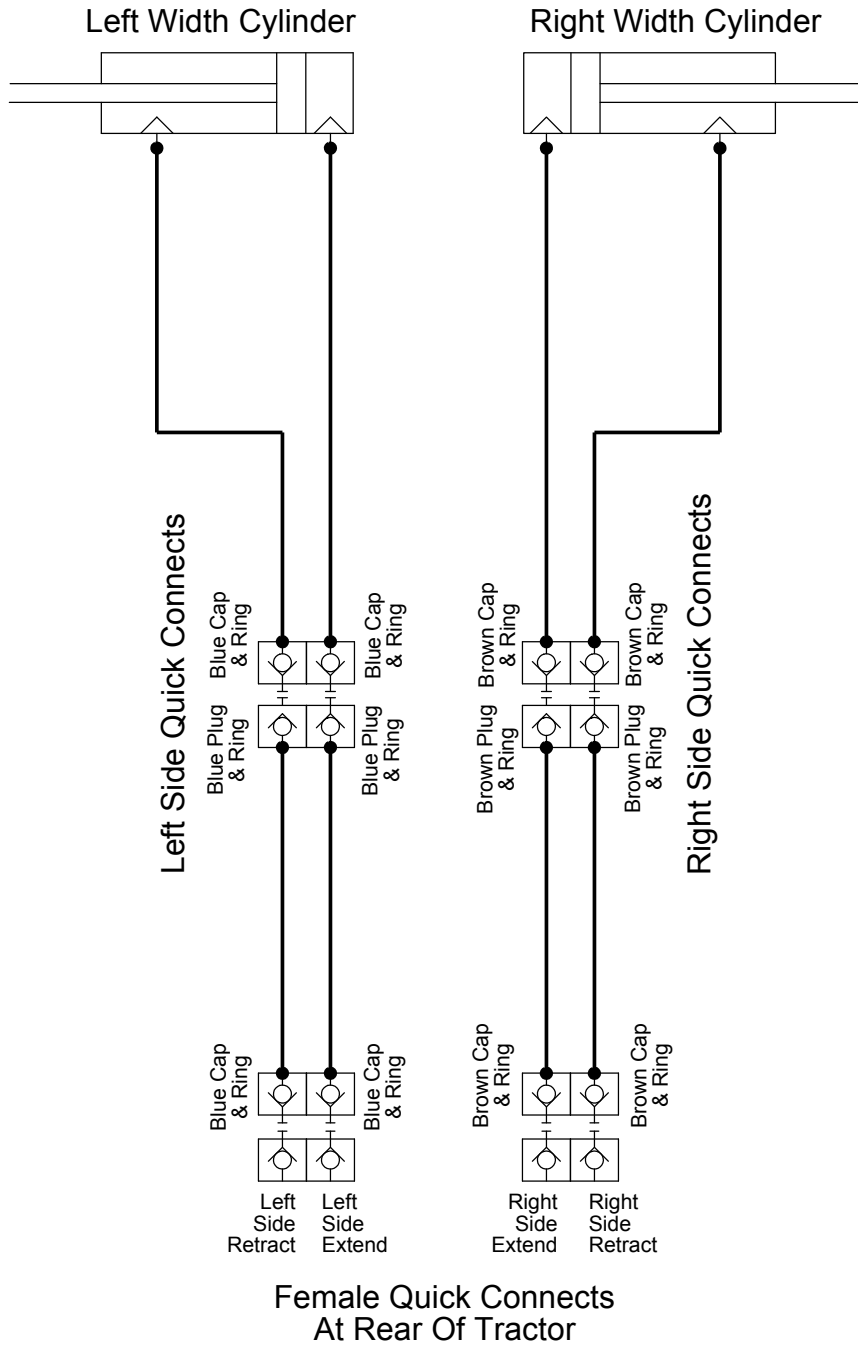 Left Width Cylinder
Right Width Cylinder
Left Side Quick Connects
Blue Cap
& Ring
Blue Cap
& Ring
Blue Plug
& Ring
Blue Plug
& Ring
Brown Cap
& Ring
Brown Cap
& Ring
Brown Plug
& Ring
Brown Plug
& Ring
Right Side Quick Connects
Blue Cap
& Ring
Blue Cap
& Ring
Brown Cap
& Ring
Brown Cap
& Ring
Left
Side
Retract
Left
Side
Extend
Right
Side
Extend
Right
Side
Retract
Female Quick Connects
At Rear Of Tractor